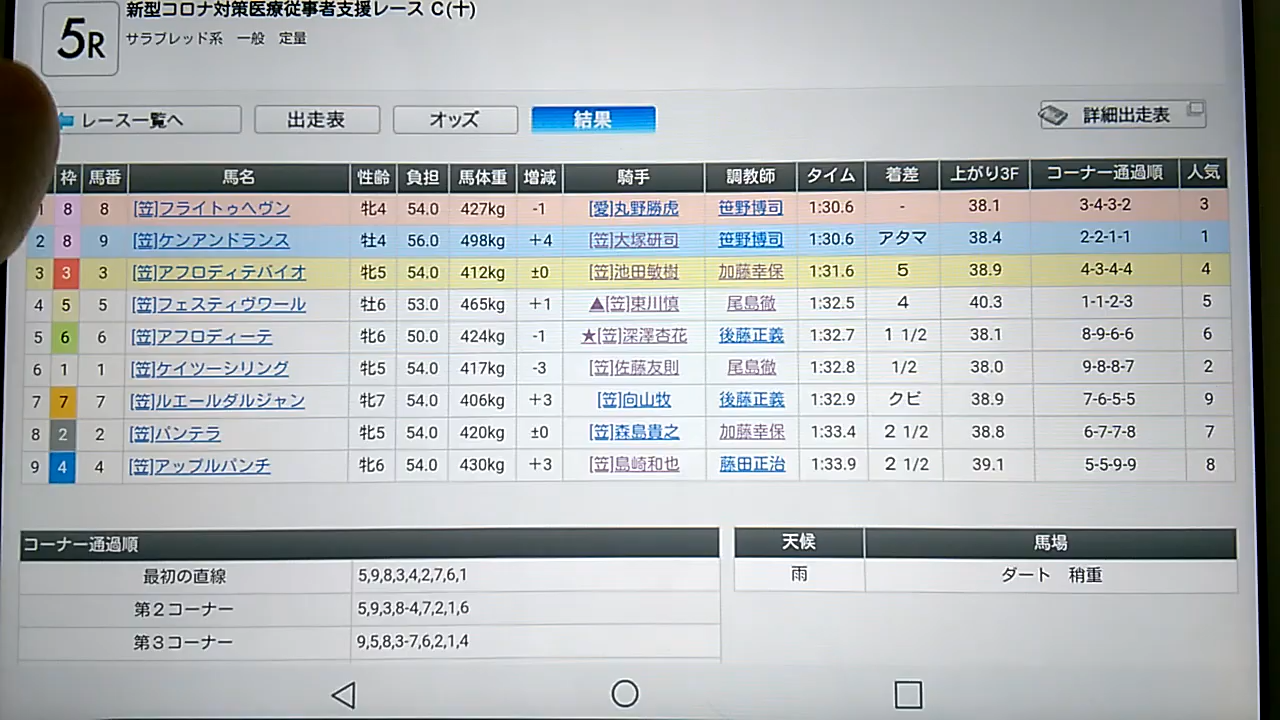 新型コロナ対策医療従事者支援レース C(十)
5R
サラブレッド系 一般 定量
レース一覧へ 出走表 オッズ 結果 詳細出走表
枠 馬番 馬名 性齢 負担 馬体重 増減 騎手 調教師 タイム 着差 上がり3F コーナー通過順 人気
1 8 8 [笠]フライトゥヘヴン 牝4 54.0 427kg -1 [愛]丸野勝虎 笹野博司 1:30.6 - 38.1 3-4-3-2 3
2 8 9 [笠]ケンアンドランス 牡4 56.0 498kg +4 [笠]大塚研司 笹野博司 1:30.6 アタマ 38.4 2-2-1-1 1
3 3 3 [笠]アフロディテバイオ 牝5 54.0 412kg ±0 [笠]池田敏樹 加藤幸保 1:31.6 5 38.9 4-3-4-4 4
4 5 5 [笠]フェスティヴワール 牡6 53.0 465kg +1 ▲[笠]東川慎 尾島徹 1:32.5 4 40.3 1-1-2-3 5
5 6 6 [笠]アフロディーテ 牝6 50.0 424kg -1 ★[笠]深澤杏花 後藤正義 1:32.7 1 1/2 38.1 8-9-6-6 6
6 1 1 [笠]ケイツーシリング 牝5 54.0 417kg -3 [笠]佐藤友則 尾島徹 1:32.8 1/2 38.0 9-8-8-7 2
7 7 7 [笠]ルエールダルジャン 牝7 54.0 406kg +3 [笠]向山牧 後藤正義 1:32.9 クビ 38.9 7-6-5-5 9
8 2 2 [笠]パンテラ 牝5 54.0 420kg ±0 [笠]森島貴之 加藤幸保 1:33.4 2 1/2 38.8 6-7-7-8 7
9 4 4 [笠]アップルパンチ 牝6 54.0 430kg +3 [笠]島崎和也 藤田正治 1:33.9 2 1/2 39.1 5-5-9-9 8
コーナー通過順
最初の直線 5,9,8,3,4,2,7,6,1
第2コーナー 5,9,3,8-4,7,2,1,6
第3コーナー 9,5,8,3-7,6,2,1,4
天候 馬場
雨 ダート 稍重